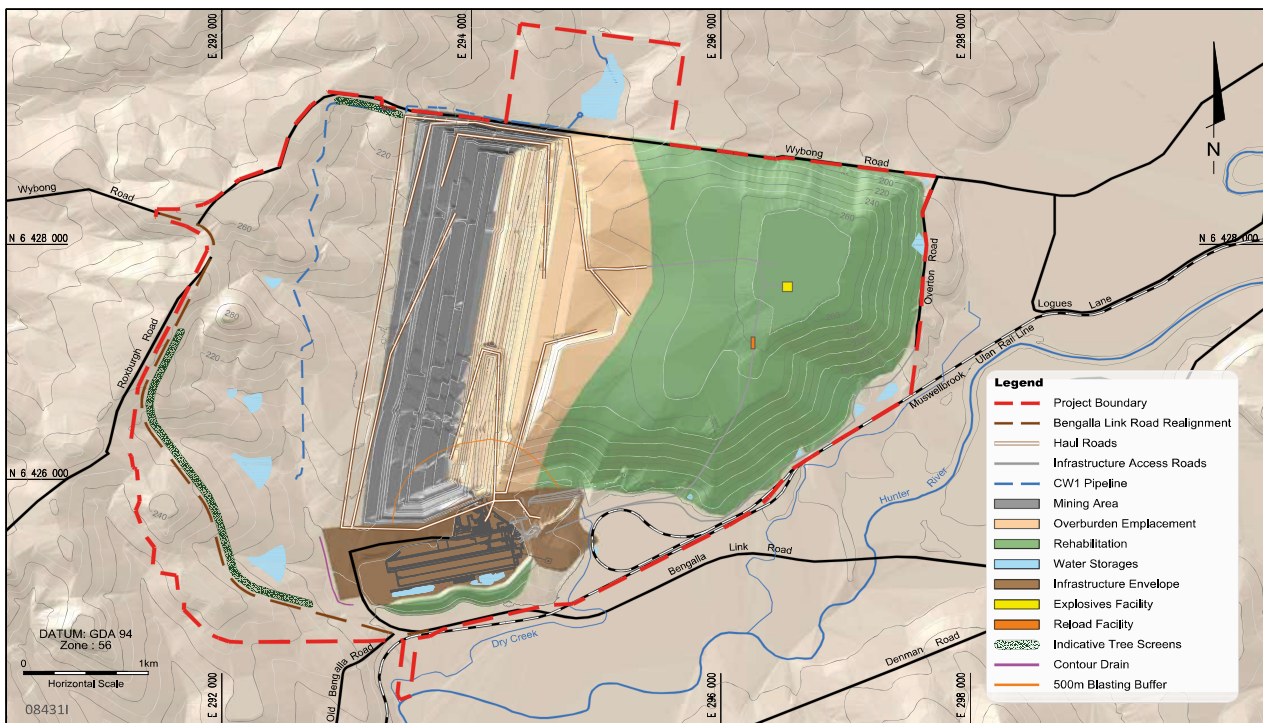 E 292 000
E 294 000
E 296 000
E 298 000
N
Wybong Road
220
200
220
240
Wybong Road
260
240
N 6 428 000
N 6 428 000
Overton Road
Logues Lane
280
Roxburgh Road
220
260
Muswellbrook Ulan Rail Line
Legend
Project Boundary
Bengalla Link Road Realignment
Haul Roads
Infrastructure Access Roads
CW1 Pipeline
Mining Area
Overburden Emplacement
Rehabilitation
Water Storages
Infrastructure Envelope
Explosives Facility
Reload Facility
Indicative Tree Screens
Contour Drain
500m Blasting Buffer
N 6 426 000
Hunter River
240
Bengalla Link Road
DATUM: GDA 94
Zone : 56
0 1km
Horizontal Scale
Dry Creek
Old Bengalla Road
Denman Road
E 292 000
E 296 000
E 298 000
08431I